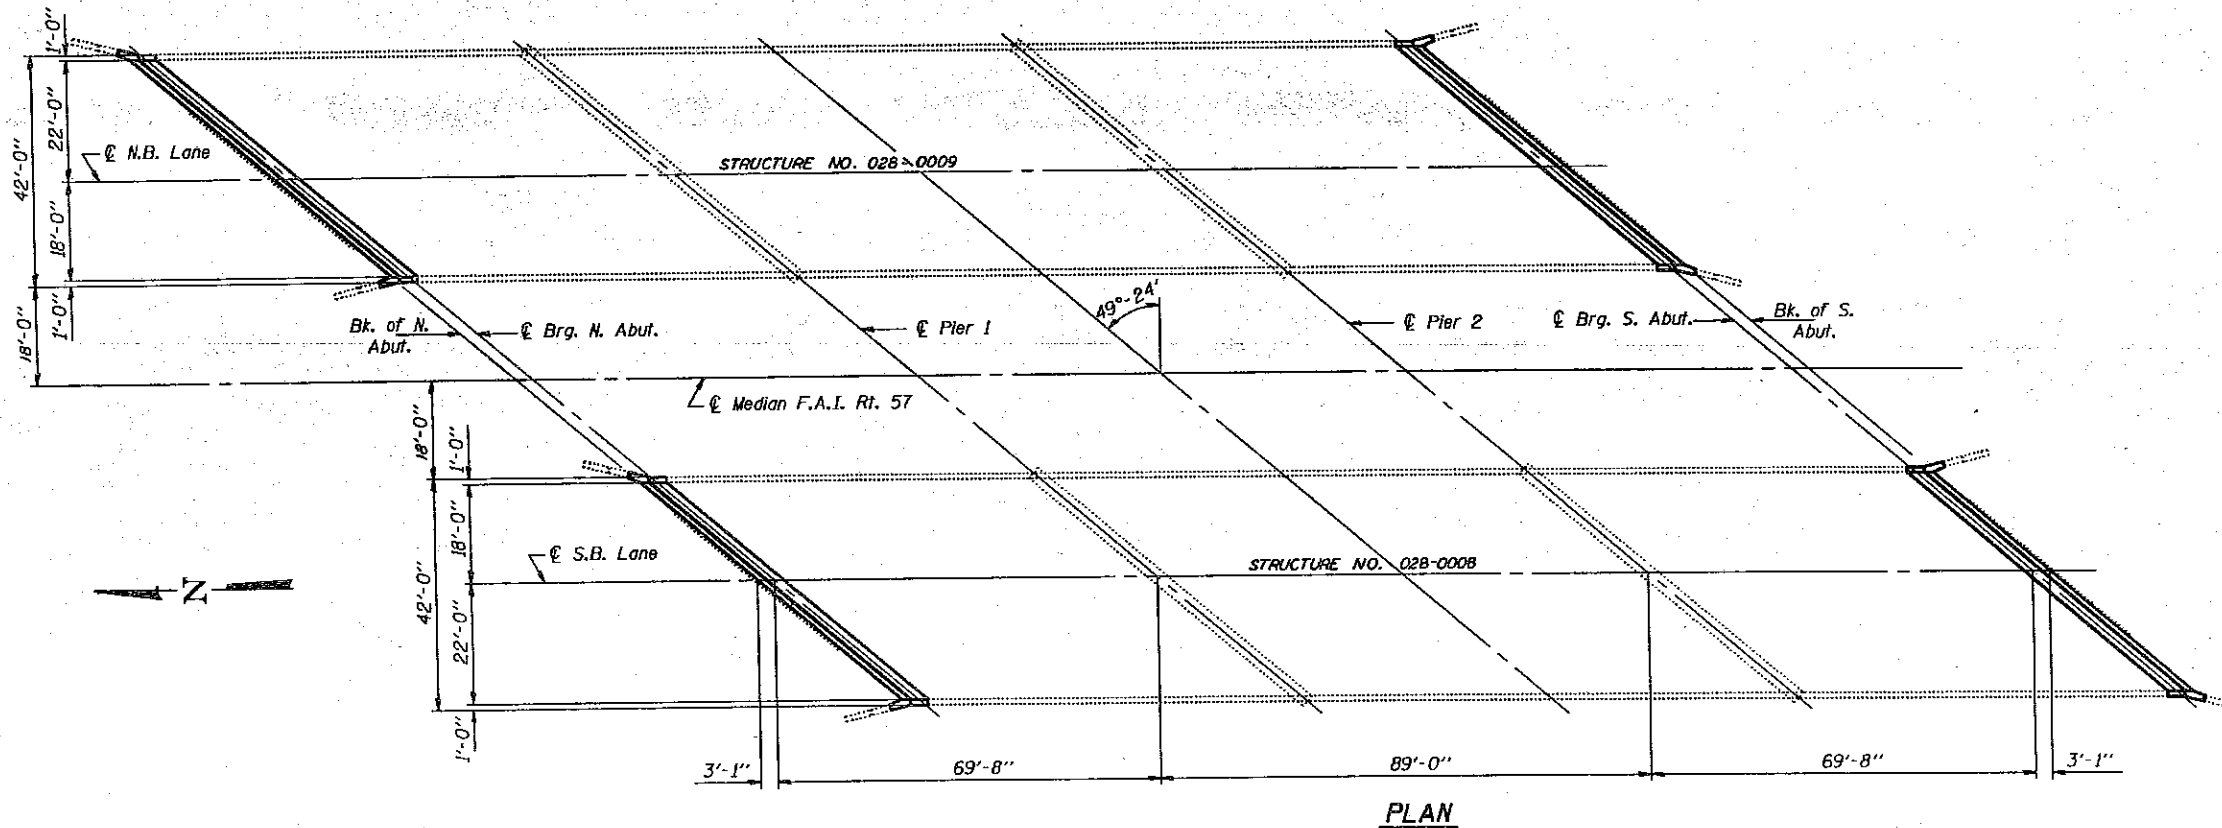 1'-0"
42'-0"
22'-0"
18'-0"
1'-0"
18'-0"
℄ N.B. Lane
STRUCTURE NO. 028-0009
49°-24'
Bk. of N.
Abut.
℄ Brg. N. Abut.
℄ Pier 1
℄ Pier 2
℄ Brg. S. Abut.
Bk. of S.
Abut.
℄ Median F.A.I. Rt. 57
18'-0"
1'-0"
18'-0"
42'-0"
22'-0"
1'-0"
℄ S.B. Lane
STRUCTURE NO. 028-0008
Z
3'-1"
69'-8"
89'-0"
69'-8"
3'-1"
PLAN